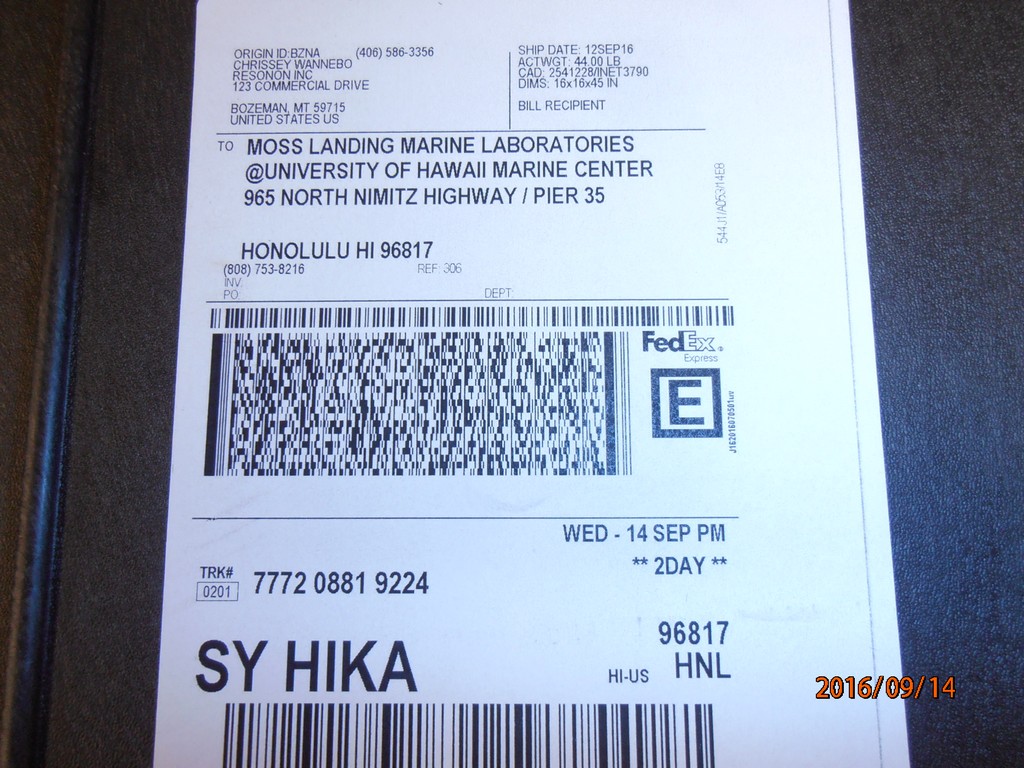 ORIGIN ID:BZNA (406) 586-3356
CHRISSEY WANNEBO
RESONON INC
123 COMMERCIAL DRIVE
BOZEMAN, MT 59715
UNITED STATES US
SHIP DATE: 12SEP16
ACTWGT: 44.00 LB
CAD: 2541228/INET3790
DIMS: 16x16x45 IN
BILL RECIPIENT
TO MOSS LANDING MARINE LABORATORIES
@UNIVERSITY OF HAWAII MARINE CENTER
965 NORTH NIMITZ HIGHWAY / PIER 35
HONOLULU HI 96817
(808) 753-8216 REF: 306
INV:
PO: DEPT:
544J1/A053/14EB
FedEx
Express
E
J162016070501uv
WED - 14 SEP PM
** 2DAY **
TRK#
0201 7772 0881 9224
96817
SY HIKA
HI-US HNL
2016/09/14